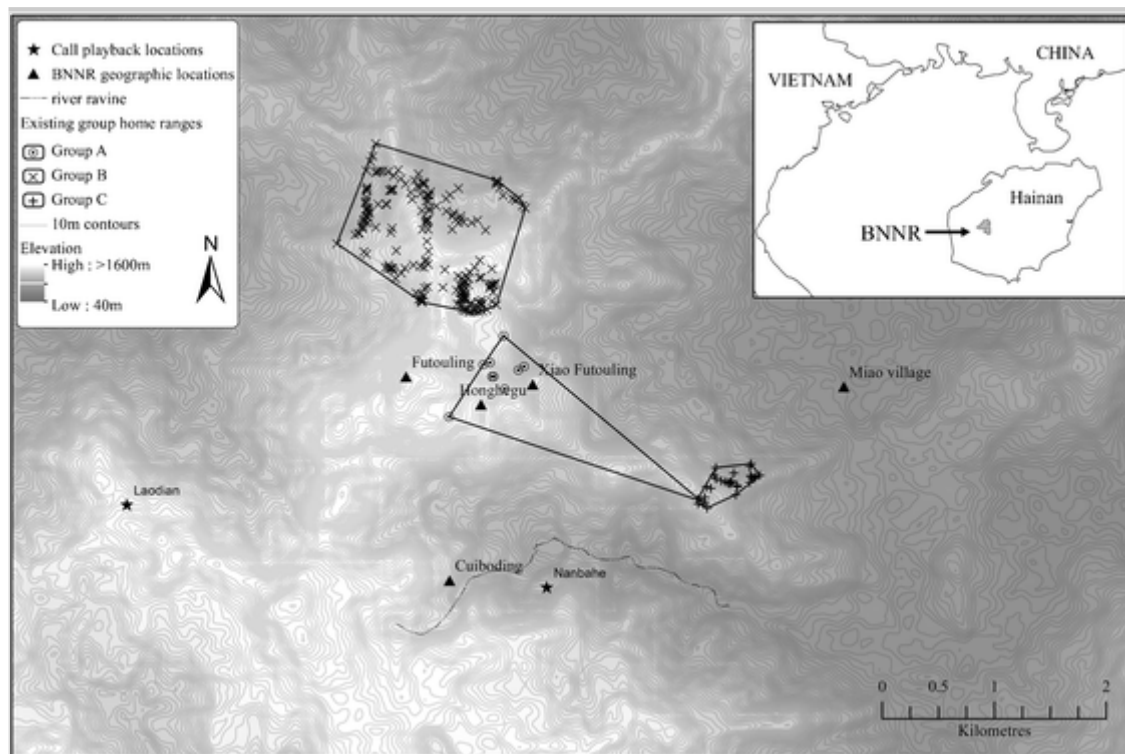 Call playback locations
BNNR geographic locations
river ravine
Existing group home ranges
Group A
Group B
Group C
10m contours
Elevation
High : >1600m
Low : 40m
N
CHINA
VIETNAM
Hainan
BNNR
Futouling
Xiao Futouling
Honghegu
Miao village
Laodian
Cuiboding
Nanbahe
0 0.5 1 2
Kilometres